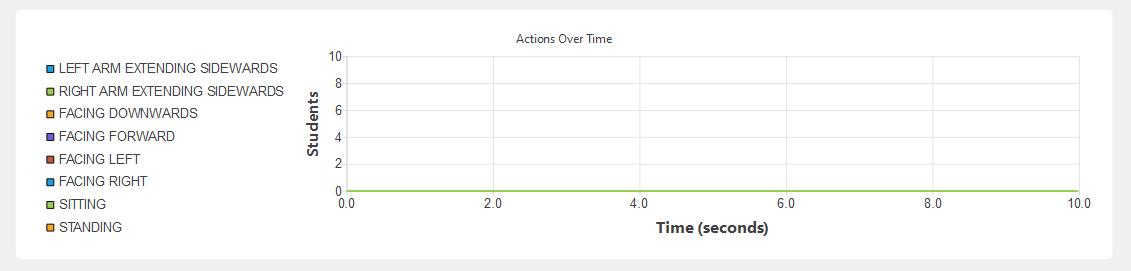 Actions Over Time
LEFT ARM EXTENDING SIDEWARDS
RIGHT ARM EXTENDING SIDEWARDS
FACING DOWNWARDS
FACING FORWARD
FACING LEFT
FACING RIGHT
SITTING
STANDING
Students
10
8
6
4
2
0
0.0 2.0 4.0 6.0 8.0 10.0
Time (seconds)